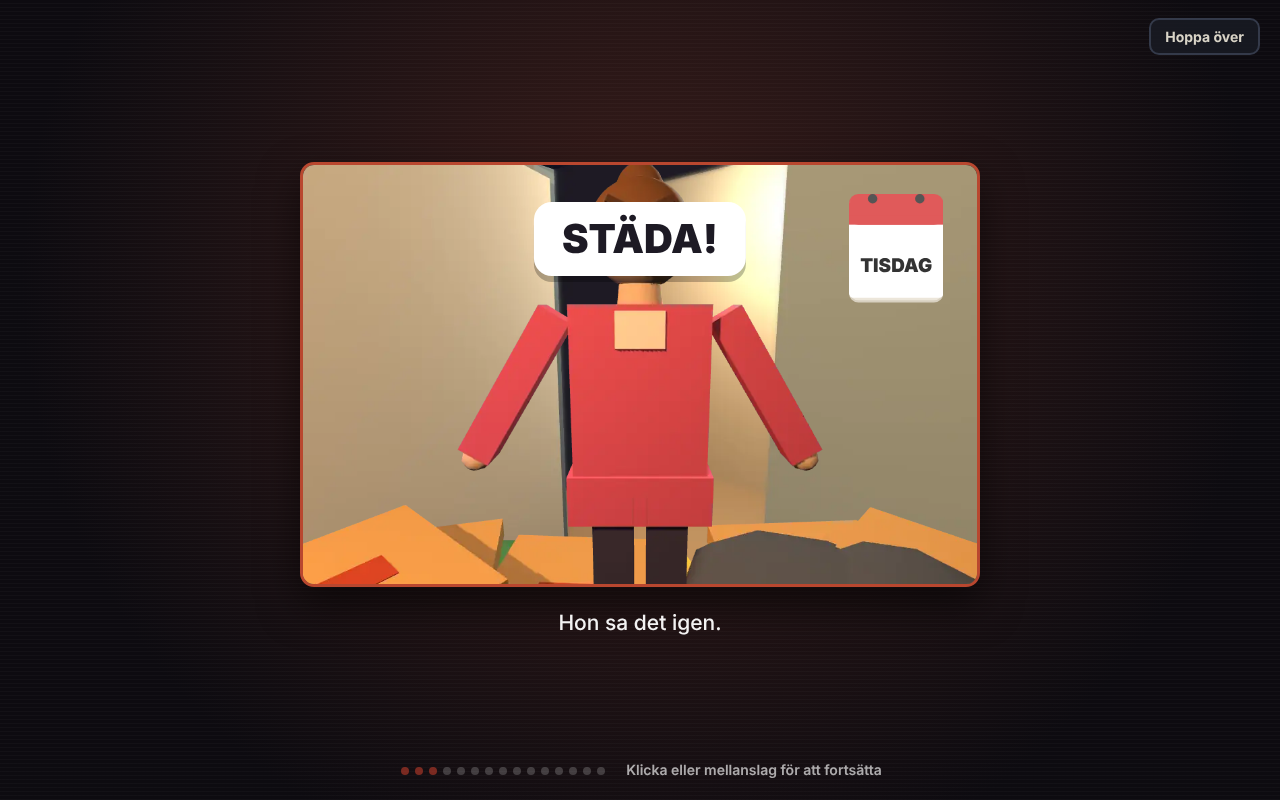 Hoppa över
STÄDA!
TISDAG
Hon sa det igen.
Klicka eller mellanslag för att fortsätta